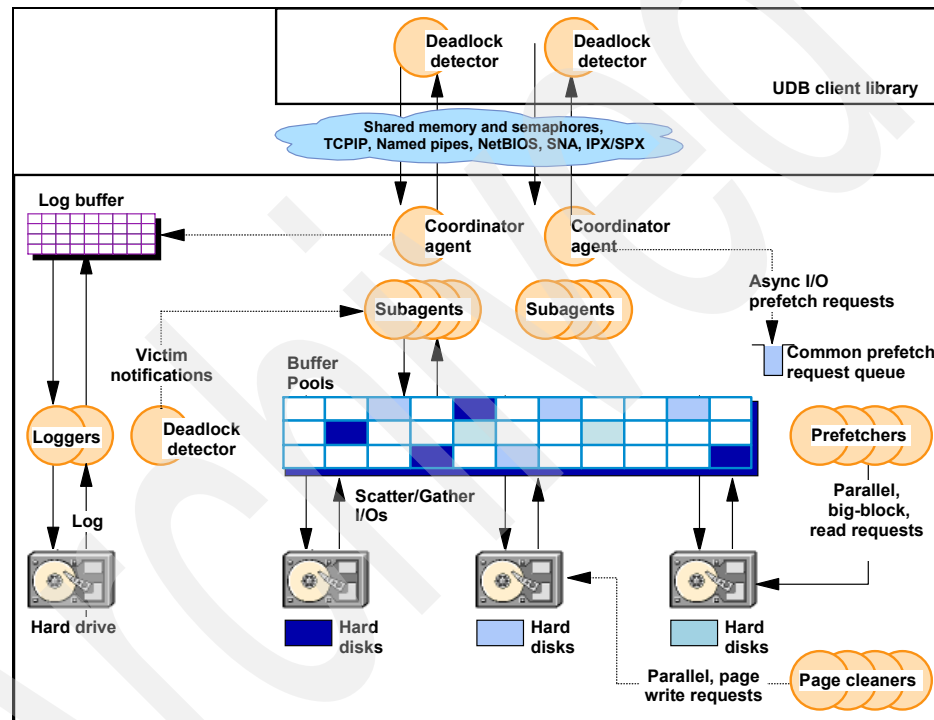 Deadlock
detector
Deadlock
detector
UDB client library
Shared memory and semaphores,
TCPIP, Named pipes, NetBIOS, SNA, IPX/SPX
Log buffer
Coordinator
agent
Coordinator
agent
Async I/O
prefetch requests
Subagents
Subagents
Victim
notifications
Buffer
Pools
Common prefetch
request queue
Loggers
Deadlock
detector
Prefetchers
Scatter/Gather
I/Os
Parallel,
big-block,
read requests
Log
Hard drive
Hard
disks
Hard
disks
Hard
disks
Parallel, page
write requests
Page cleaners
Archived